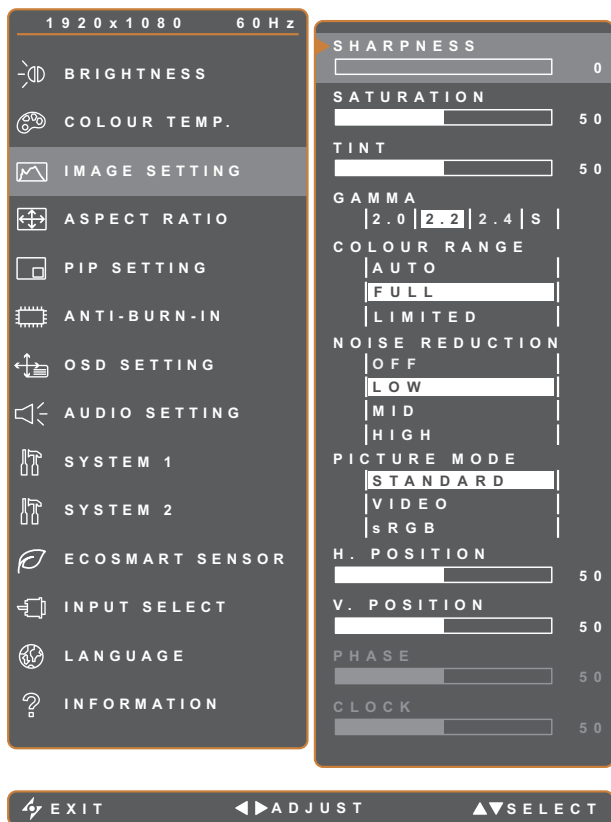 1920x1080 60Hz
BRIGHTNESS
COLOUR TEMP.
IMAGE SETTING
ASPECT RATIO
PIP SETTING
ANTI-BURN-IN
OSD SETTING
AUDIO SETTING
SYSTEM 1
SYSTEM 2
ECOSMART SENSOR
INPUT SELECT
LANGUAGE
INFORMATION
SHARPNESS
0
SATURATION
50
TINT
50
GAMMA
2.0 2.2 2.4 S
COLOUR RANGE
AUTO
FULL
LIMITED
NOISE REDUCTION
OFF
LOW
MID
HIGH
PICTURE MODE
STANDARD
VIDEO
sRGB
H. POSITION
50
V. POSITION
50
PHASE
50
CLOCK
50
EXIT ADJUST SELECT